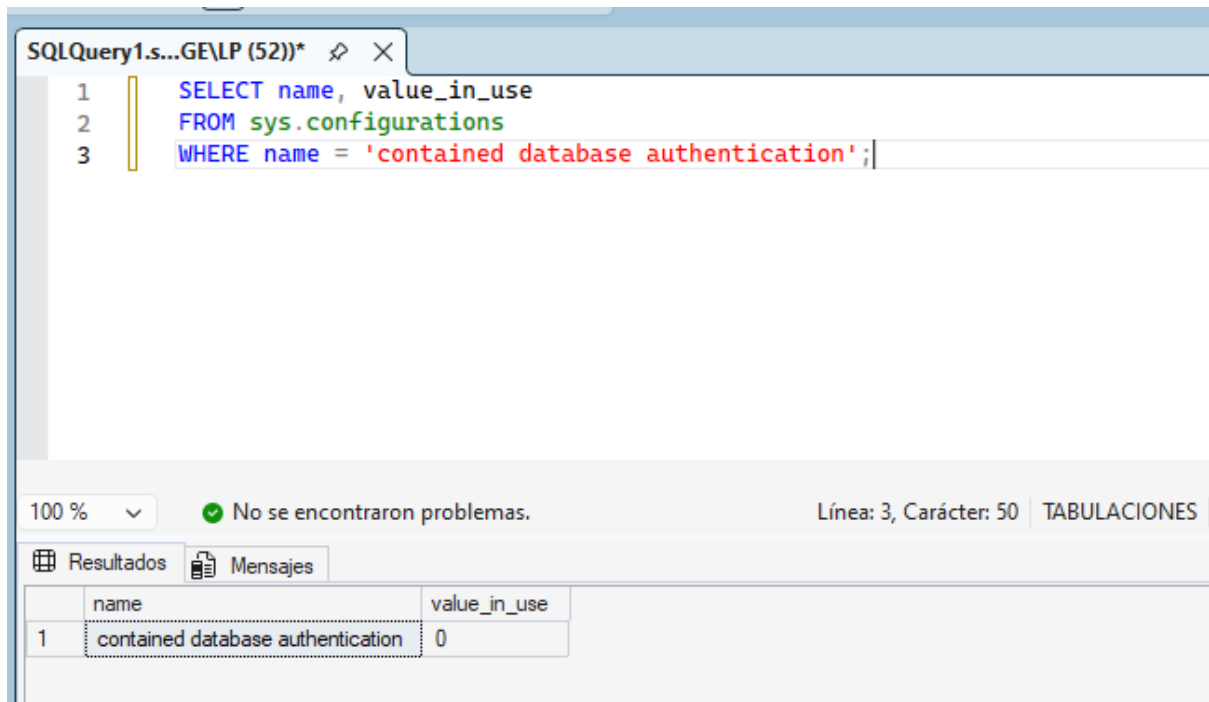 SQLQuery1.s...GE\LP (52))*
1 SELECT name, value_in_use
2 FROM sys.configurations
3 WHERE name = 'contained database authentication';
100 % No se encontraron problemas. Línea: 3, Carácter: 50 TABULACIONES
Resultados Mensajes
name value_in_use
1 contained database authentication 0